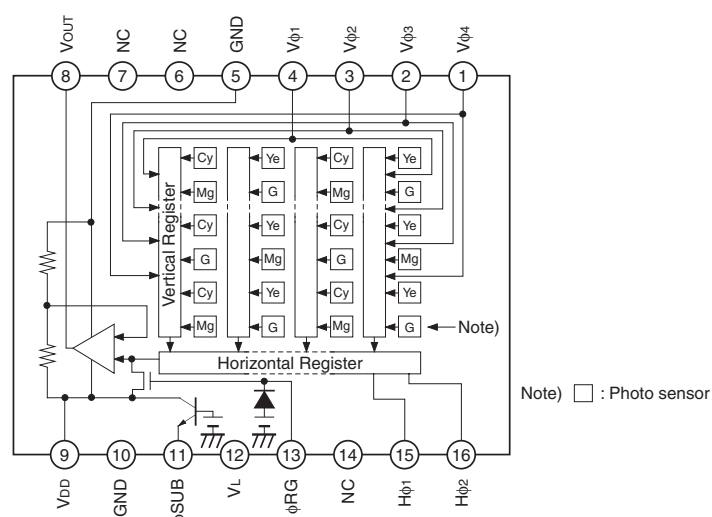 VOUT NC NC GND Vφ1 Vφ2 Vφ3 Vφ4
8 7 6 5 4 3 2 1
Vertical Register
Cy Ye Cy Ye
Mg G Mg G
Cy Ye Cy Ye
G Mg G Mg
Cy Ye Cy Ye
Mg G Mg G
Note)
Horizontal Register
Note) : Photo sensor
9 10 11 12 13 14 15 16
VDD GND φSUB VL φRG NC Hφ1 Hφ2